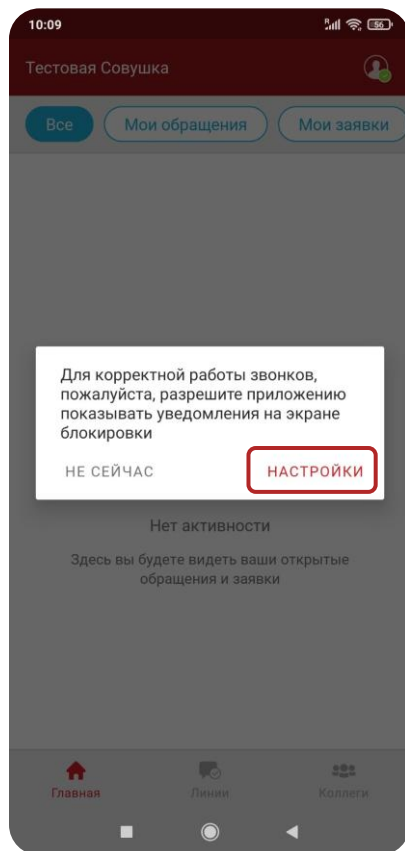 10:09
56
Тестовая Совушка
Все
Мои обращения
Мои заявки
Для корректной работы звонков,
пожалуйста, разрешите приложению
показывать уведомления на экране
блокировки
НЕ СЕЙЧАС
НАСТРОЙКИ
Нет активности
Здесь вы будете видеть ваши открытые
обращения и заявки
Главная
Линии
Коллеги